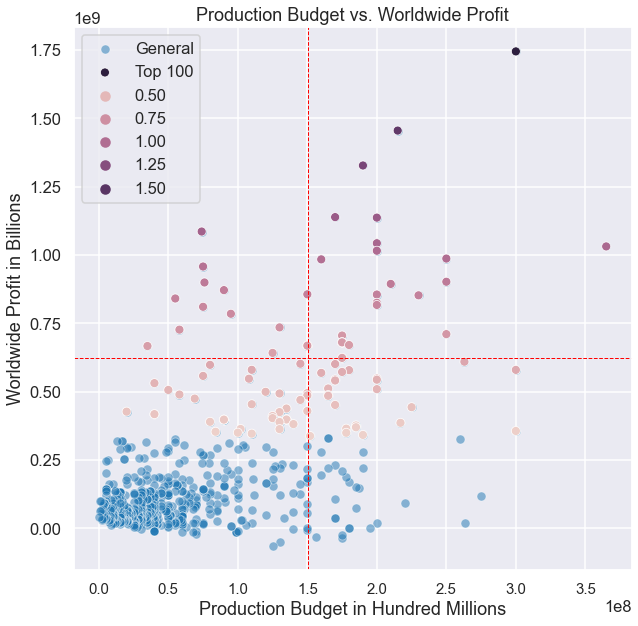 Production Budget vs. Worldwide Profit
1e9
General
Top 100
0.50
0.75
1.00
1.25
1.50
1.75
1.50
1.25
1.00
0.75
0.50
0.25
0.00
Worldwide Profit in Billions
0.0 0.5 1.0 1.5 2.0 2.5 3.0 3.5
Production Budget in Hundred Millions
1e8